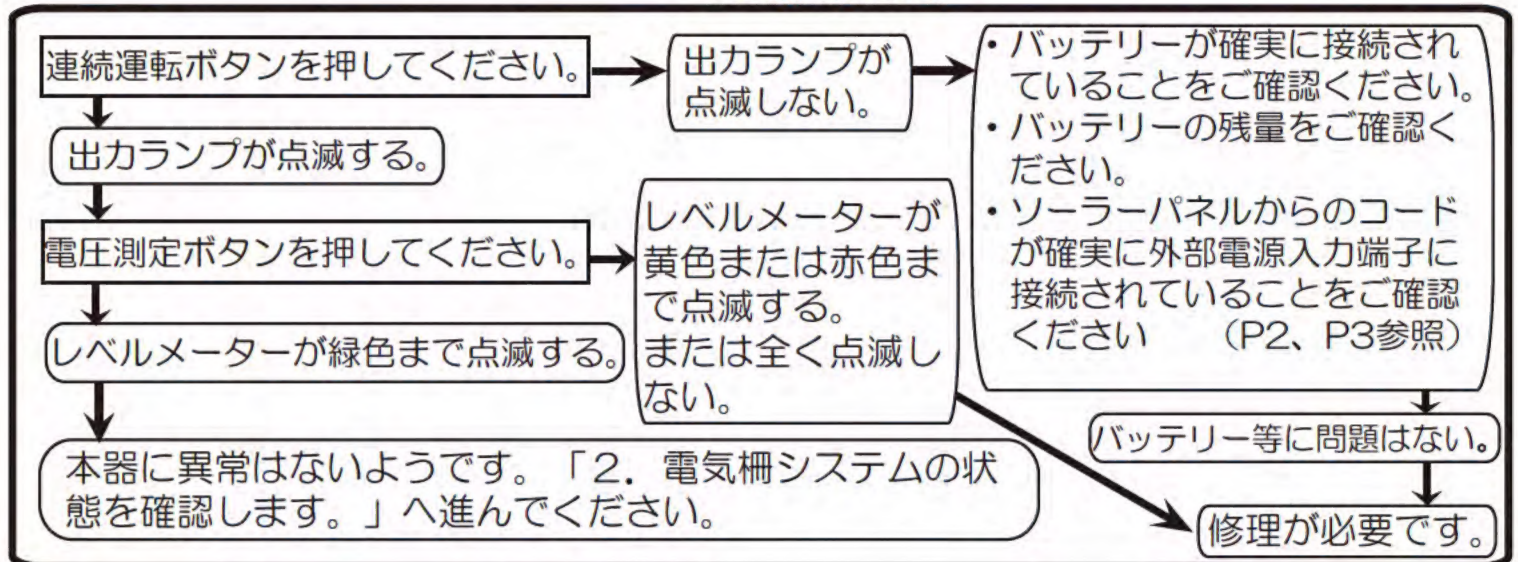 連続運転ボタンを押してください。
出力ランプが
点滅しない。
・バッテリーが確実に接続され
ていることをご確認ください。
・バッテリーの残量をご確認く
ださい。
・ソーラーパネルからのコード
が確実に外部電源入力端子に
接続されていることをご確認
ください　　（P2、P3参照）
出力ランプが点滅する。
電圧測定ボタンを押してください。
レベルメーターが
黄色または赤色ま
で点滅する。
または全く点滅し
ない。
レベルメーターが緑色まで点滅する。
バッテリー等に問題はない。
本器に異常はないようです。「２．電気柵システムの状
態を確認します。」へ進んでください。
修理が必要です。